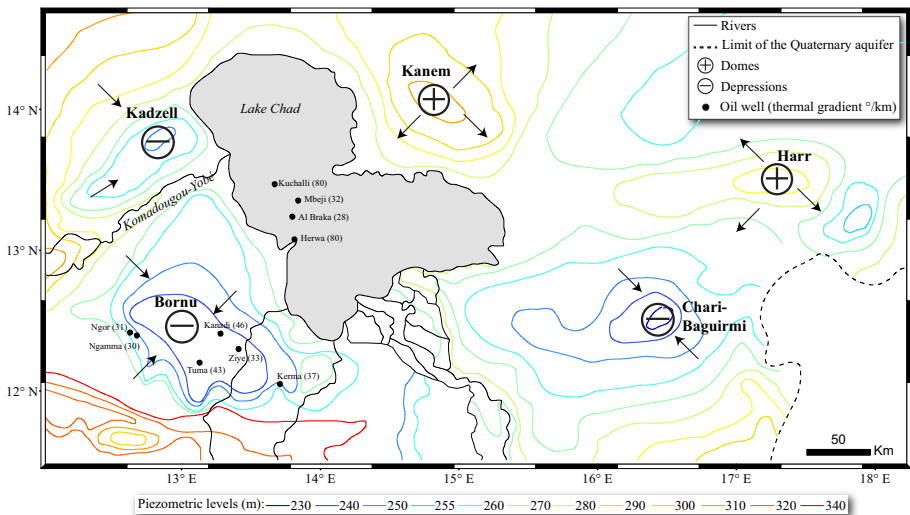 Rivers
Limit of the Quaternary aquifer
Domes
Depressions
Oil well (thermal gradient °/km)
Kanem
Lake Chad
14° N
Kadzell
Harr
Kuchalli (80)
Mbeji (32)
Komadougou-Yobé
Al Braka (28)
Herwa (80)
13° N
Bornu
Chari-
Baguirmi
Ngor (31)
Kanadi (46)
Ngamma (30)
Ziye (33)
Tuma (43)
Kerma (37)
12° N
50
Km
13° E
14° E
15° E
16° E
17° E
18° E
Piezometric levels (m): 230 240 250 255 260 270 280 290 300 310 320 340